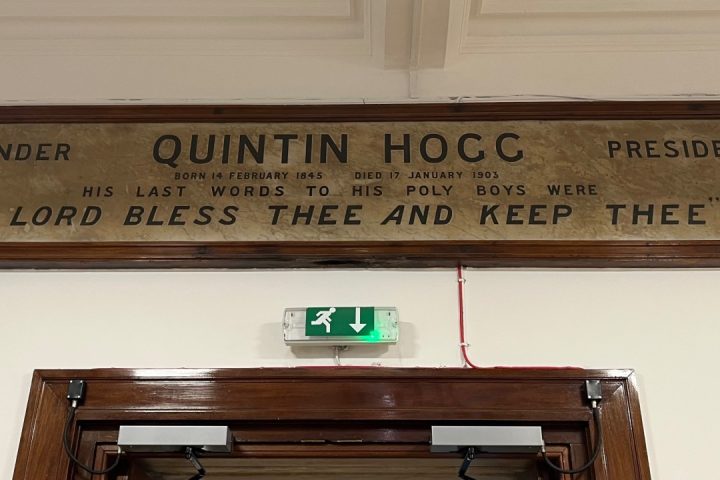 NDER QUINTIN HOGG PRESIDE
BORN 14 FEBRUARY 1845 DIED 17 JANUARY 1903
HIS LAST WORDS TO HIS POLY BOYS WERE
LORD BLESS THEE AND KEEP THEE"